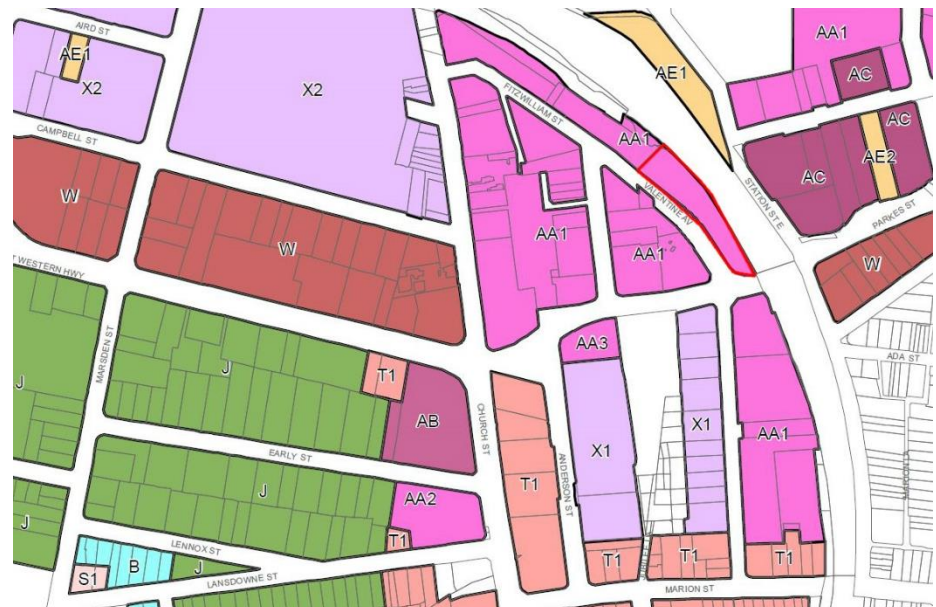 AIRD ST
AE1
X2
X2
FITZWILLIAM ST
AE1
AA1
AC
CAMPBELL ST
AA1
AC
AE2
AC
W
VALENTINE AV
STATION ST E
PARKES ST
W
AA1
AA1
W
T WESTERN HWY
MARSDEN ST
AA3
ADA ST
J
J
T1
AB
CHURCH ST
X1
X1
AA1
EARLY ST
ANDERSON ST
T1
AA2
J
J
T1
LENNOX ST
S1
B
J
LANSDOWNE ST
T1
T1
T1
MARION ST